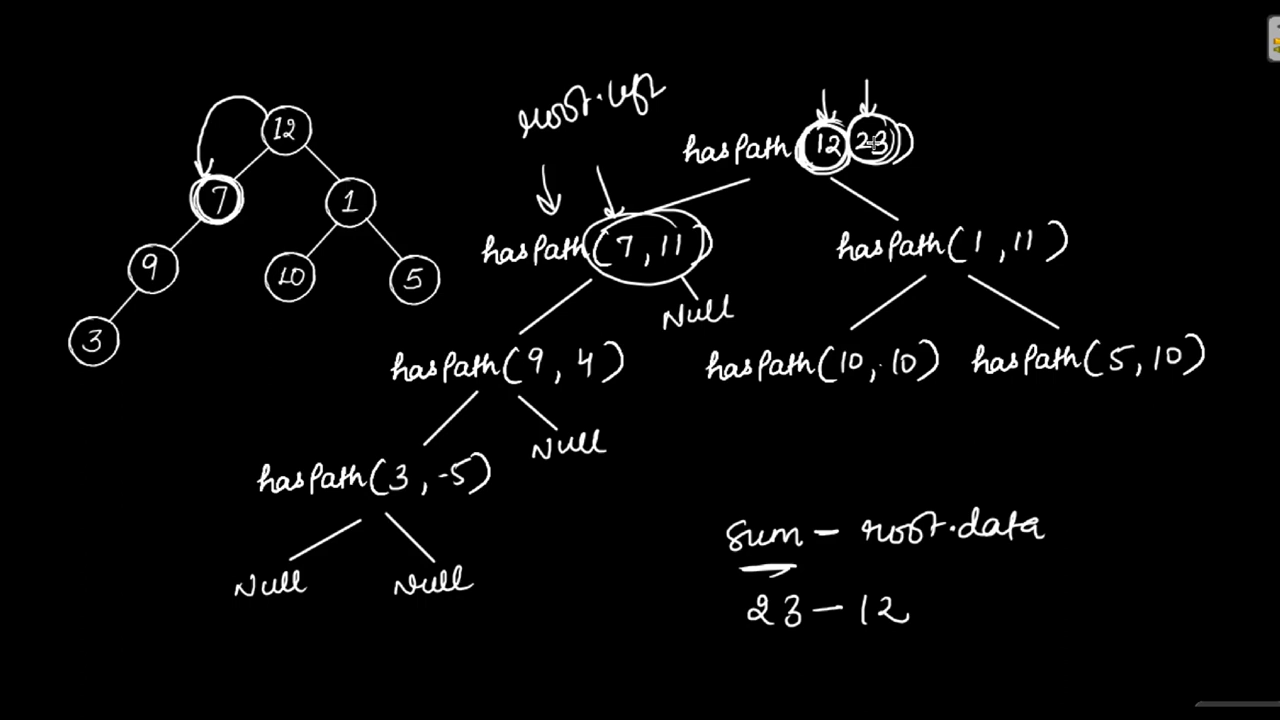 root.left
12
hasPath(12, 23)
7
1
hasPath(7, 11)
hasPath(1, 11)
9
10
5
Null
3
hasPath(9, 4)
hasPath(10, 10)
hasPath(5, 10)
Null
hasPath(3, -5)
sum - root.data
Null
Null
23 - 12